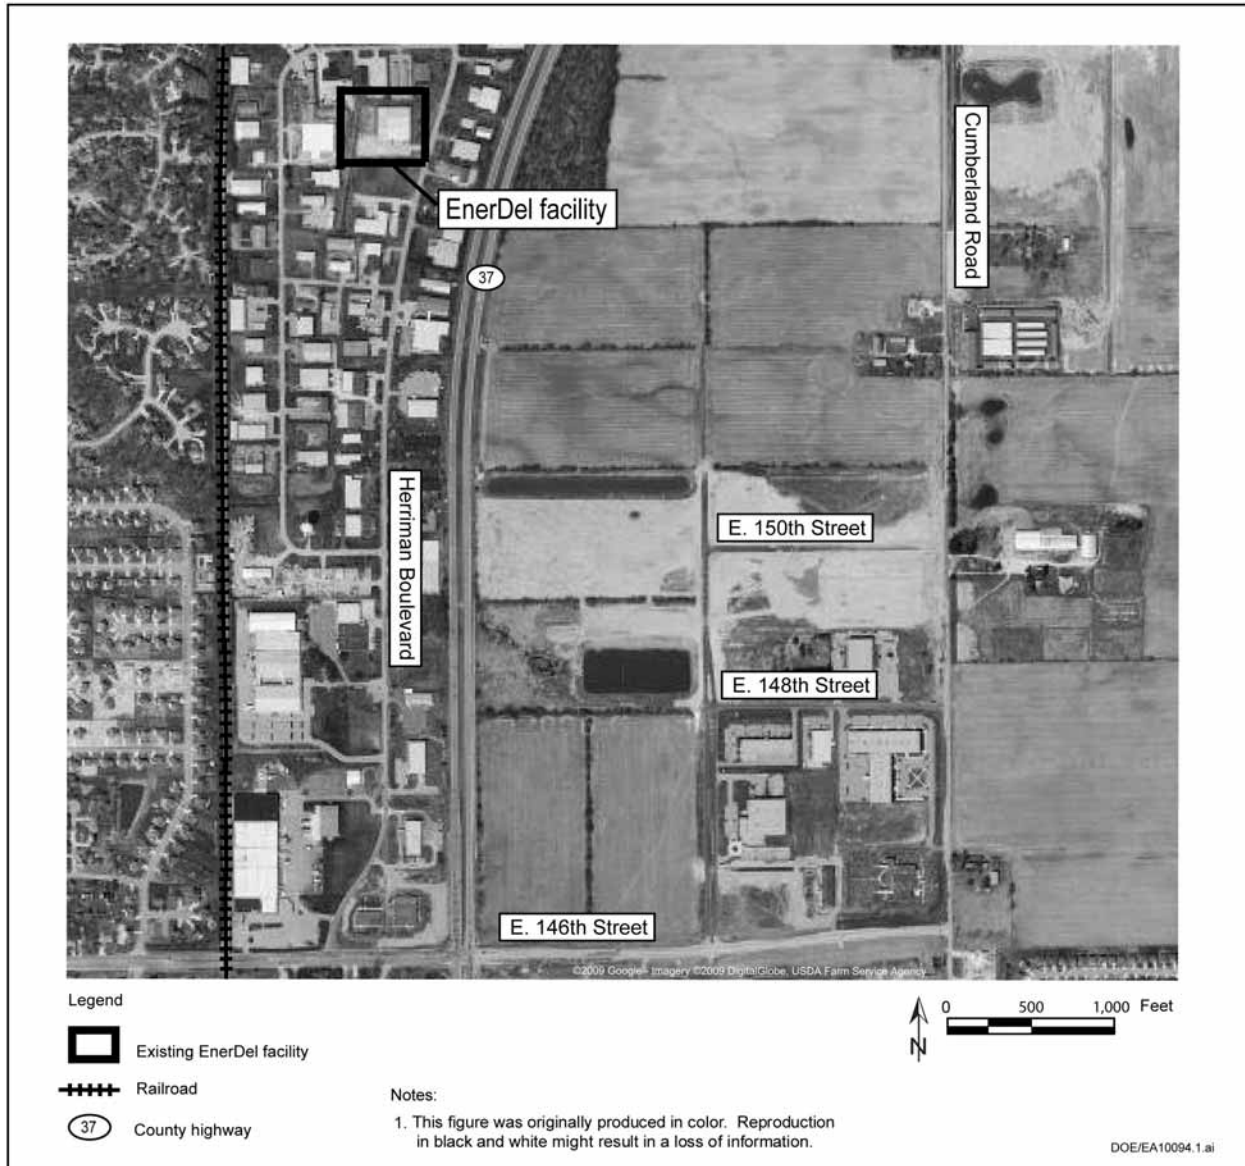 Cumberland Road
EnerDel facility
37
Herriman Boulevard
E. 150th Street
E. 148th Street
E. 146th Street
©2009 Google - Imagery ©2009 DigitalGlobe, USDA Farm Service Agency
Legend
Existing EnerDel facility
Railroad
37 County highway
Notes:
1. This figure was originally produced in color. Reproduction
in black and white might result in a loss of information.
0 500 1,000 Feet
N
DOE/EA10094.1.ai